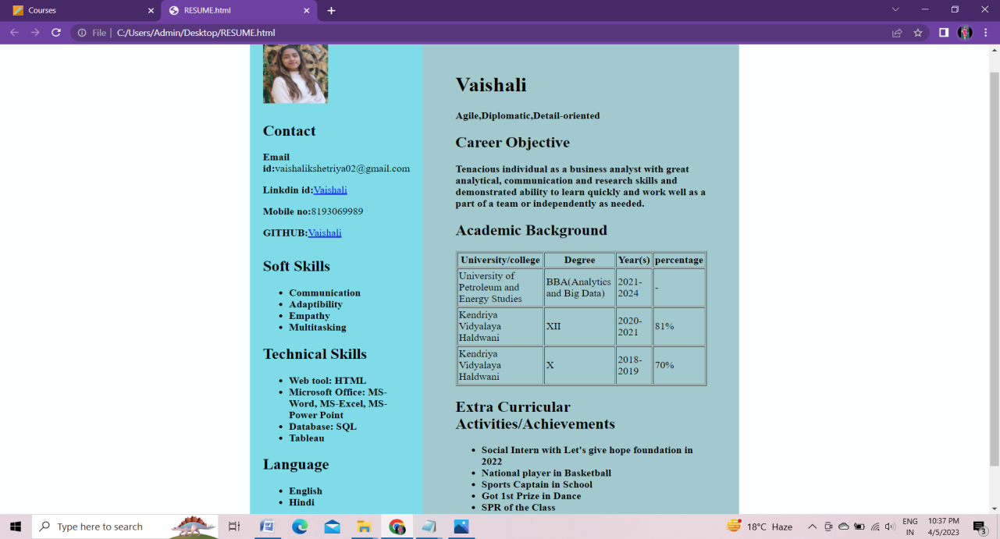 Courses
RESUME.html
File
C:/Users/Admin/Desktop/RESUME.html
Contact
Email
id:vaishalikshetriya02@gmail.com
Linkdin id:Vaishali
Mobile no:8193069989
GITHUB:Vaishali
Soft Skills
Communication
Adaptibility
Empathy
Multitasking
Technical Skills
Web tool: HTML
Microsoft Office: MS-
Word, MS-Excel, MS-
Power Point
Database: SQL
Tableau
Language
English
Hindi
Vaishali
Agile,Diplomatic,Detail-oriented
Career Objective
Tenacious individual as a business analyst with great
analytical, communication and research skills and
demonstrated ability to learn quickly and work well as a
part of a team or independently as needed.
Academic Background
University/college Degree Year(s) percentage
University of
Petroleum and
Energy Studies
BBA(Analytics
and Big Data)
2021-
2024
-
Kendriya
Vidyalaya
Haldwani
XII
2020-
2021
81%
Kendriya
Vidyalaya
Haldwani
X
2018-
2019
70%
Extra Curricular
Activities/Achievements
Social Intern with Let's give hope foundation in
2022
National player in Basketball
Sports Captain in School
Got 1st Prize in Dance
SPR of the Class
Type here to search
18°C Haze
ENG
IN
10:37 PM
4/5/2023
3